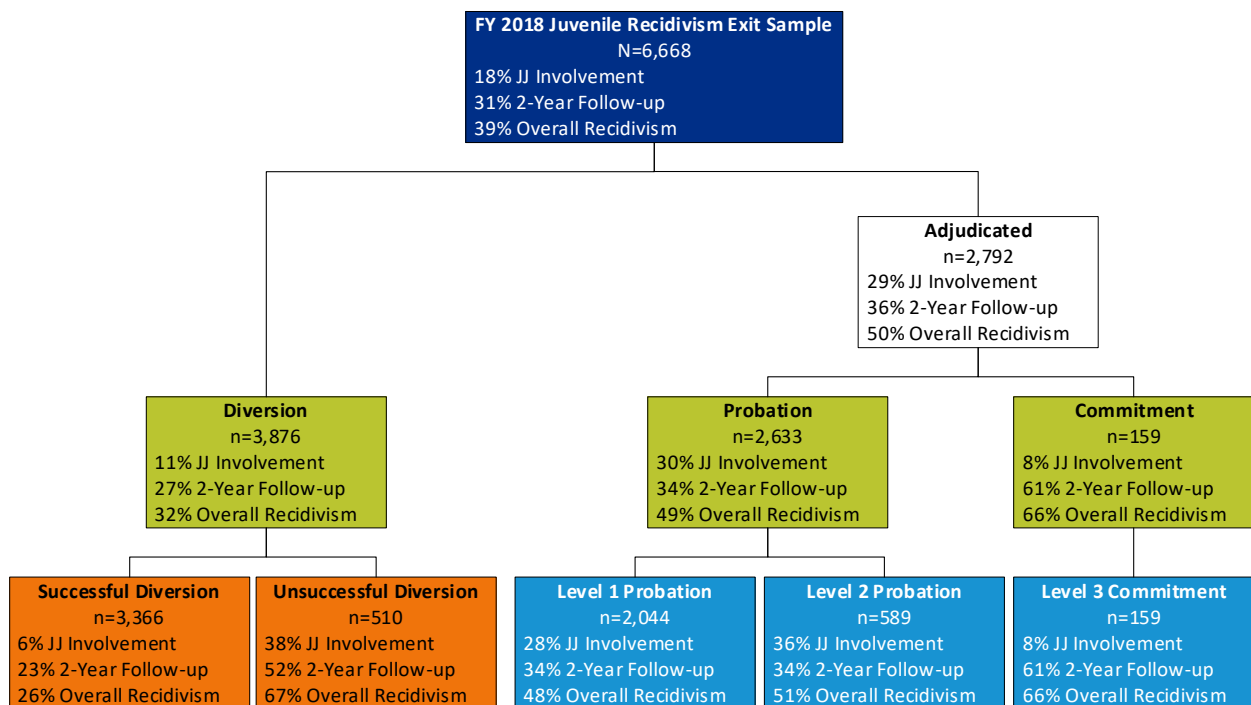 FY 2018 Juvenile Recidivism Exit Sample
N=6,668
18% JJ Involvement
31% 2-Year Follow-up
39% Overall Recidivism
Adjudicated
n=2,792
29% JJ Involvement
36% 2-Year Follow-up
50% Overall Recidivism
Diversion
n=3,876
11% JJ Involvement
27% 2-Year Follow-up
32% Overall Recidivism
Probation
n=2,633
30% JJ Involvement
34% 2-Year Follow-up
49% Overall Recidivism
Commitment
n=159
8% JJ Involvement
61% 2-Year Follow-up
66% Overall Recidivism
Successful Diversion
n=3,366
6% JJ Involvement
23% 2-Year Follow-up
26% Overall Recidivism
Unsuccessful Diversion
n=510
38% JJ Involvement
52% 2-Year Follow-up
67% Overall Recidivism
Level 1 Probation
n=2,044
28% JJ Involvement
34% 2-Year Follow-up
48% Overall Recidivism
Level 2 Probation
n=589
36% JJ Involvement
34% 2-Year Follow-up
51% Overall Recidivism
Level 3 Commitment
n=159
8% JJ Involvement
61% 2-Year Follow-up
66% Overall Recidivism